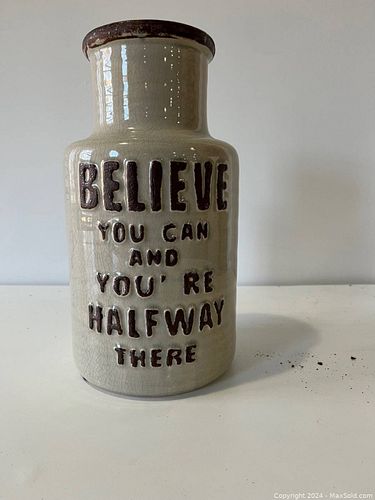 BELIEVE
YOU CAN
AND
YOU' RE
HALFWAY
THERE
Copyright 2024 - MaxSold.com